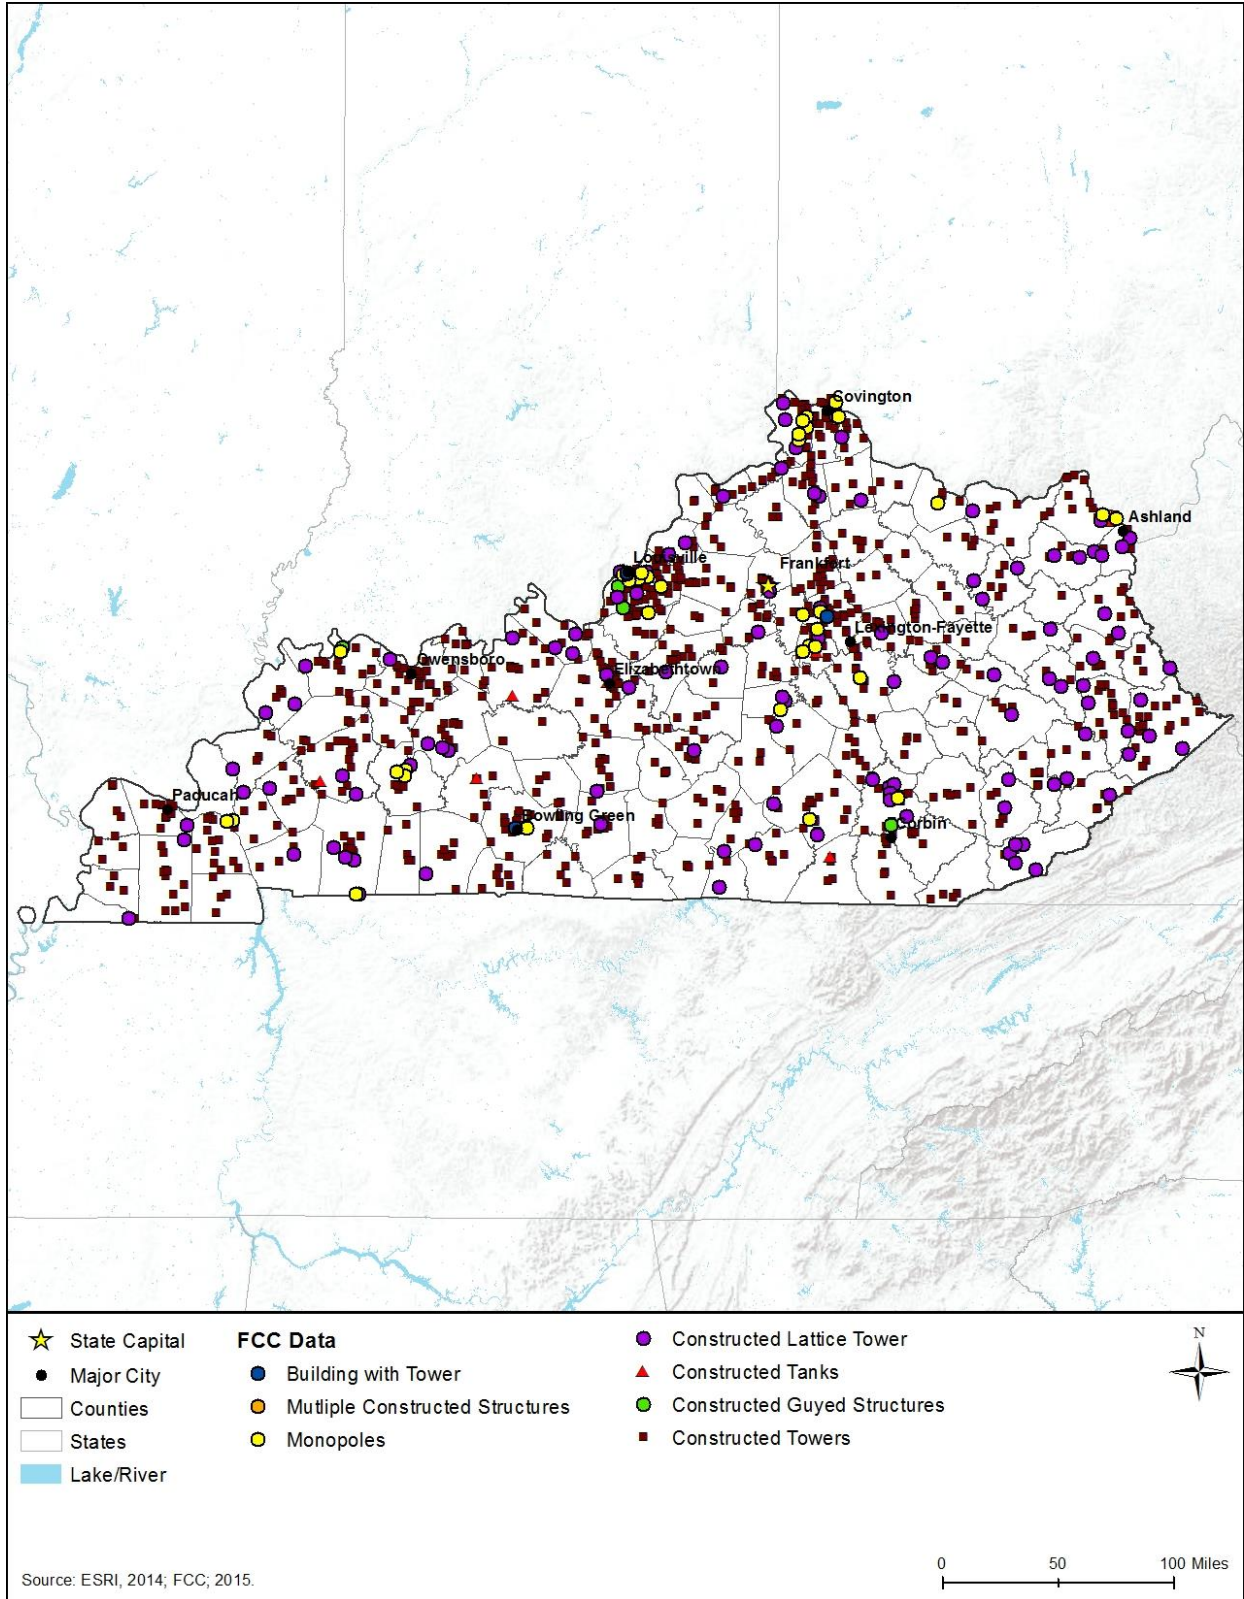 Covington
Ashland
Louisville
Frankfort
Lexington-Fayette
Owensboro
Elizabethtown
Paducah
Bowling Green
Corbin
State Capital
Major City
Counties
States
Lake/River
FCC Data
Building with Tower
Mutliple Constructed Structures
Monopoles
Constructed Lattice Tower
Constructed Tanks
Constructed Guyed Structures
Constructed Towers
N
0 50 100 Miles
Source: ESRI, 2014; FCC; 2015.